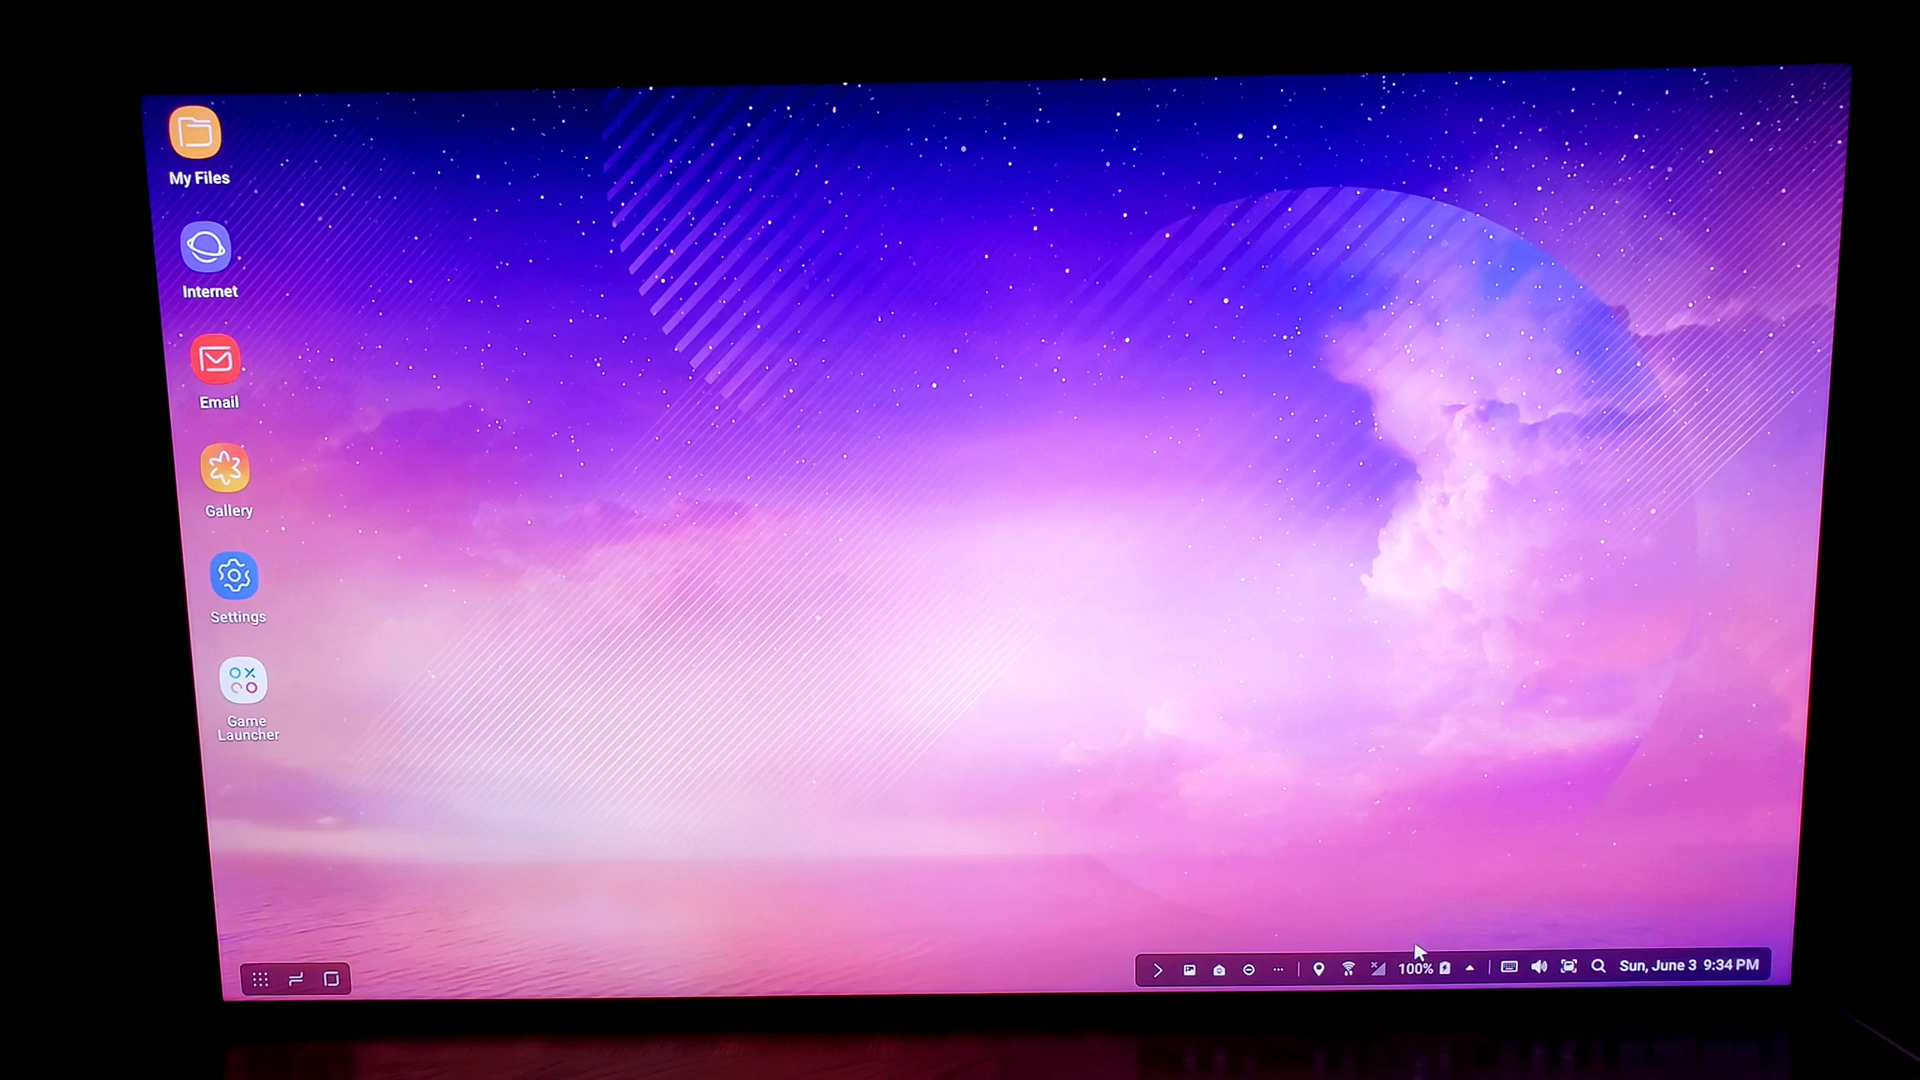 My Files
Internet
Email
Gallery
Settings
Game
Launcher
100%
Sun, June 3 9:34 PM